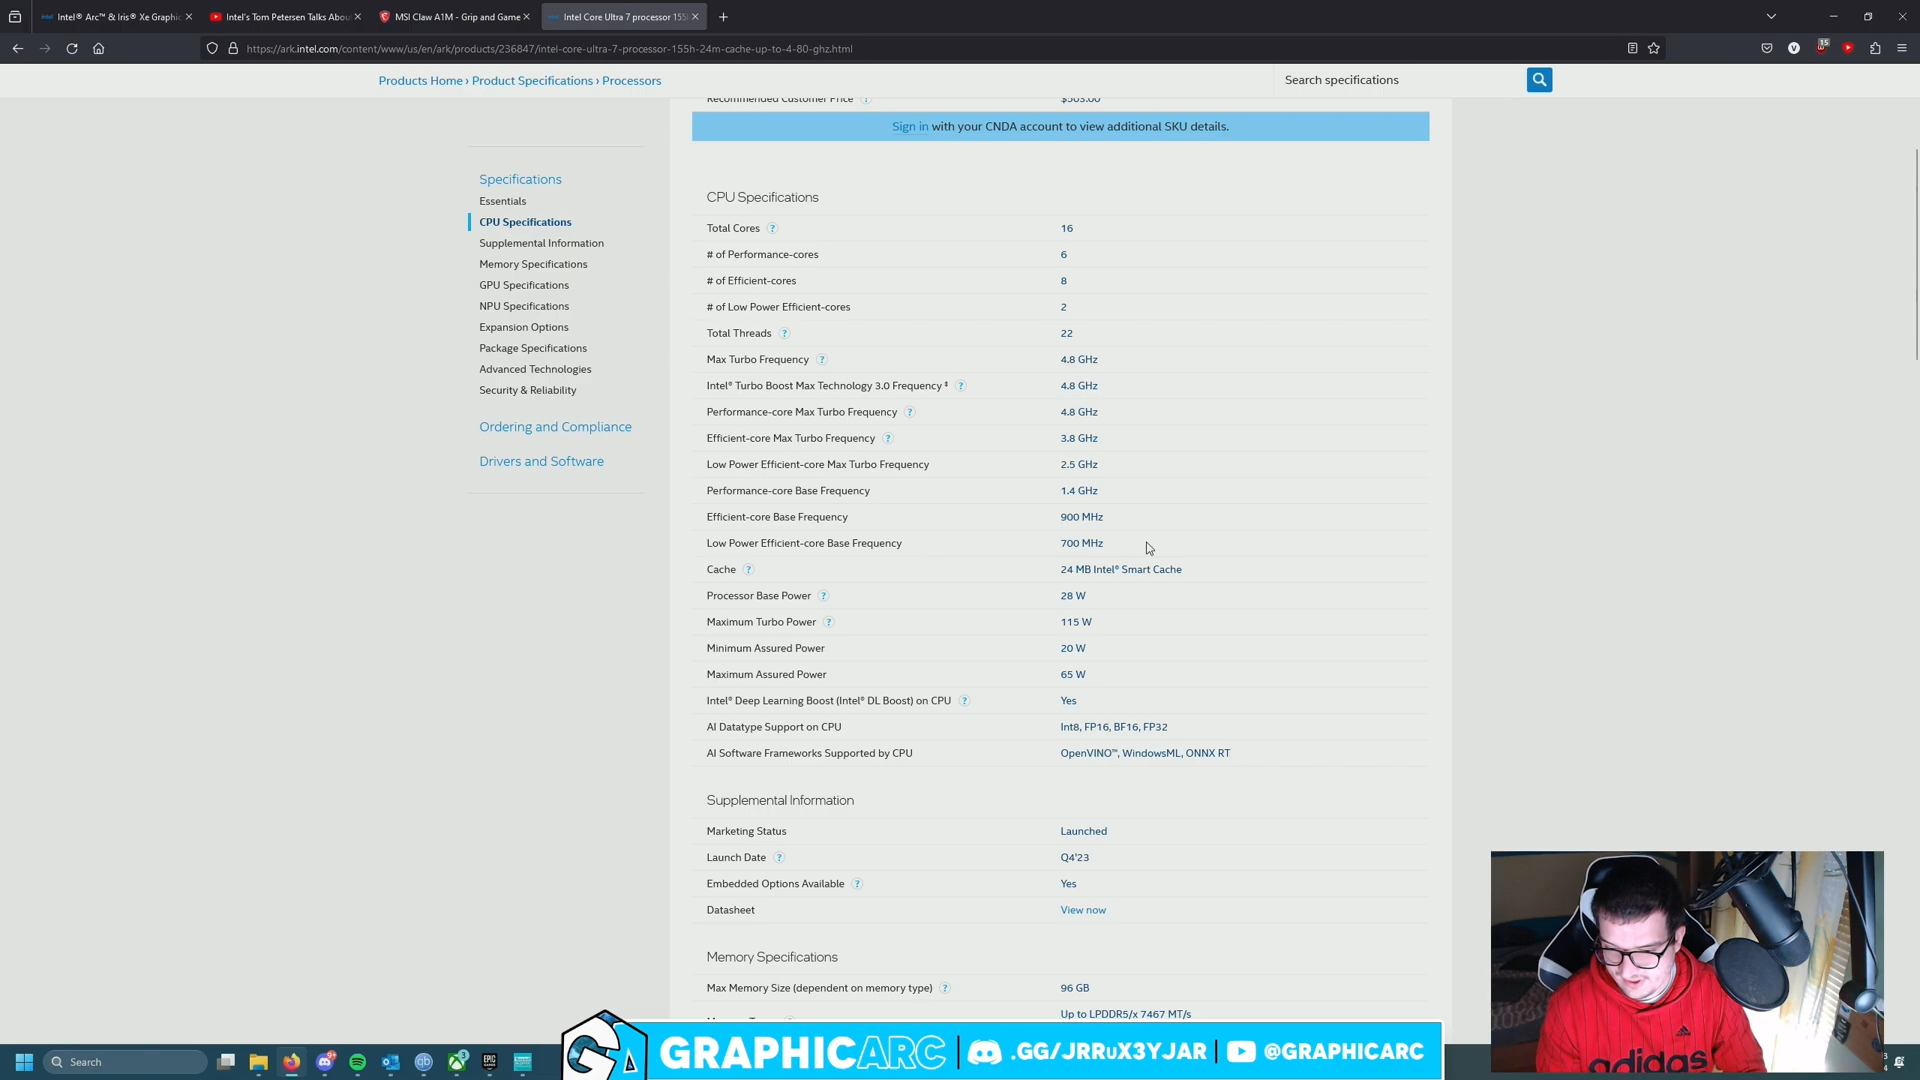 Intel® Arc™ & Iris® Xe Graphic
Intel's Tom Petersen Talks Abou
MSI Claw A1M - Grip and Game
Intel Core Ultra 7 processor 155
https://ark.intel.com/content/www/us/en/ark/products/236847/intel-core-ultra-7-processor-155h-24m-cache-up-to-4-80-ghz.html
15
Products Home › Product Specifications › Processors
Search specifications
Recommended Customer Price ? $503.00
Sign in with your CNDA account to view additional SKU details.
Specifications
Essentials
CPU Specifications
Supplemental Information
Memory Specifications
GPU Specifications
NPU Specifications
Expansion Options
Package Specifications
Advanced Technologies
Security & Reliability
Ordering and Compliance
Drivers and Software
CPU Specifications
Total Cores ? 16
# of Performance-cores 6
# of Efficient-cores 8
# of Low Power Efficient-cores 2
Total Threads ? 22
Max Turbo Frequency ? 4.8 GHz
Intel® Turbo Boost Max Technology 3.0 Frequency ‡ ? 4.8 GHz
Performance-core Max Turbo Frequency ? 4.8 GHz
Efficient-core Max Turbo Frequency ? 3.8 GHz
Low Power Efficient-core Max Turbo Frequency 2.5 GHz
Performance-core Base Frequency 1.4 GHz
Efficient-core Base Frequency 900 MHz
Low Power Efficient-core Base Frequency 700 MHz
Cache ? 24 MB Intel® Smart Cache
Processor Base Power ? 28 W
Maximum Turbo Power ? 115 W
Minimum Assured Power 20 W
Maximum Assured Power 65 W
Intel® Deep Learning Boost (Intel® DL Boost) on CPU ? Yes
AI Datatype Support on CPU Int8, FP16, BF16, FP32
AI Software Frameworks Supported by CPU OpenVINO™, WindowsML, ONNX RT
Supplemental Information
Marketing Status Launched
Launch Date ? Q4'23
Embedded Options Available ? Yes
Datasheet View now
Memory Specifications
Max Memory Size (dependent on memory type) ? 96 GB
Up to LPDDR5/x 7467 MT/s
adidas
Search
GRAPHICARC
.GG/JRRuX3YJAR
@GRAPHICARC